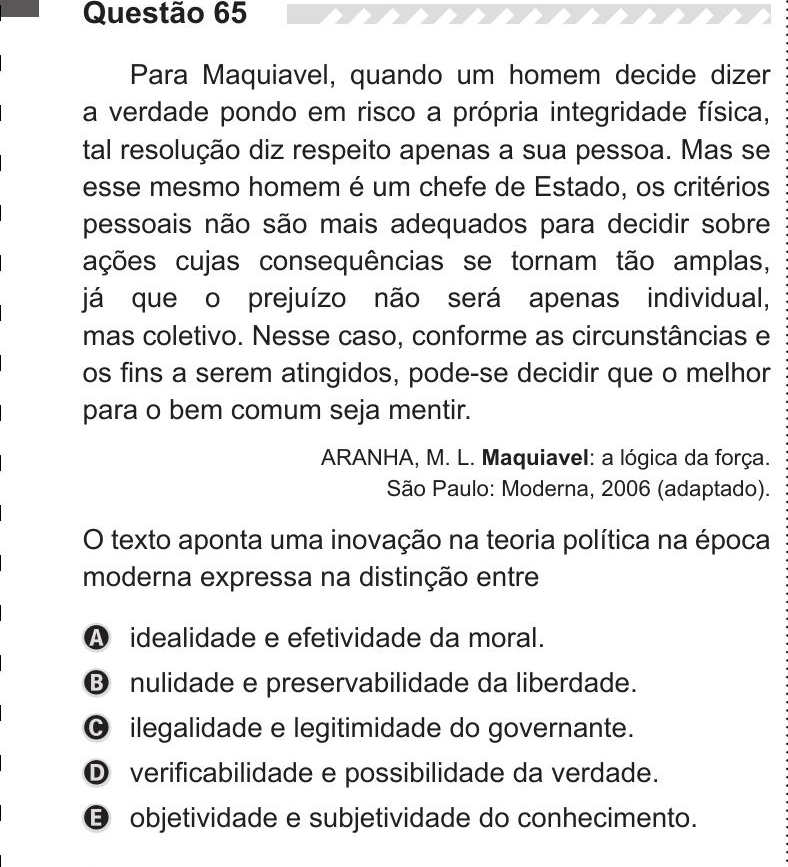 Questão 65
Para Maquiavel, quando um homem decide dizer
a verdade pondo em risco a própria integridade física,
tal resolução diz respeito apenas a sua pessoa. Mas se
esse mesmo homem é um chefe de Estado, os critérios
pessoais não são mais adequados para decidir sobre
ações cujas consequências se tornam tão amplas,
já que o prejuízo não será apenas individual,
mas coletivo. Nesse caso, conforme as circunstâncias e
os fins a serem atingidos, pode-se decidir que o melhor
para o bem comum seja mentir.
ARANHA, M. L. Maquiavel: a lógica da força.
São Paulo: Moderna, 2006 (adaptado).
O texto aponta uma inovação na teoria política na época
moderna expressa na distinção entre
A idealidade e efetividade da moral.
B nulidade e preservabilidade da liberdade.
C ilegalidade e legitimidade do governante.
D verificabilidade e possibilidade da verdade.
E objetividade e subjetividade do conhecimento.